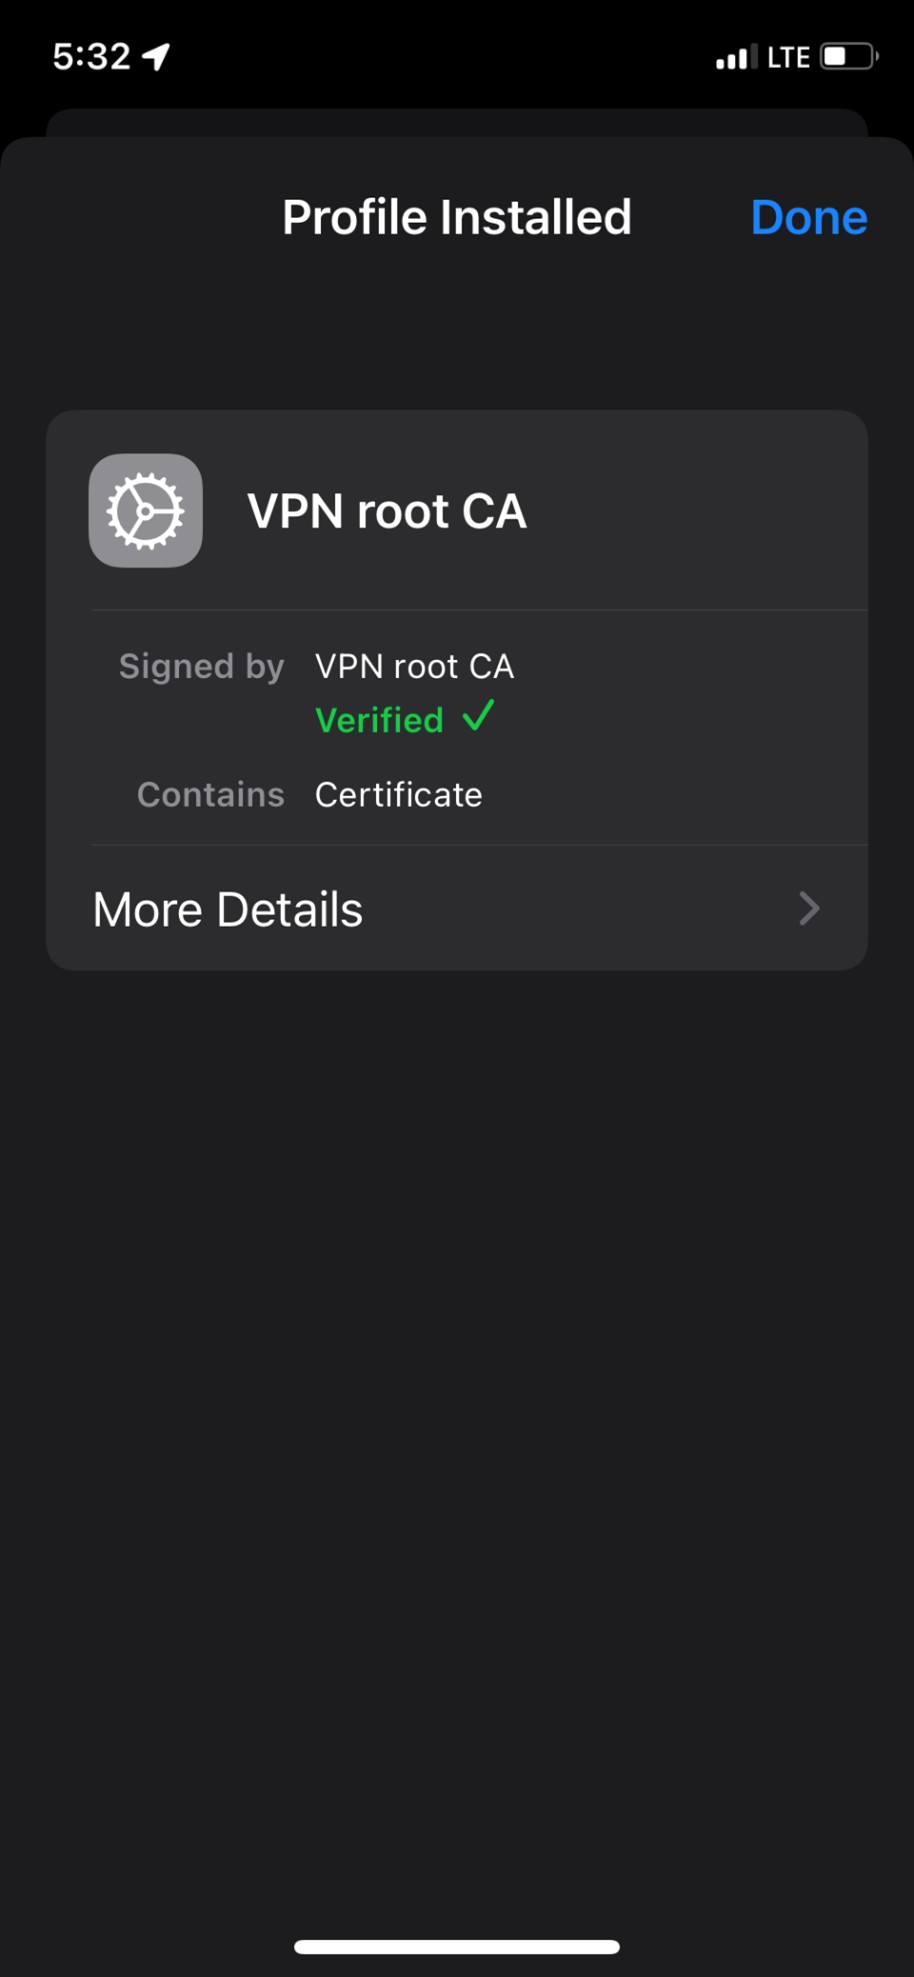 5:32
LTE
Profile Installed
Done
VPN root CA
Signed by VPN root CA
Verified ✓
Contains Certificate
More Details